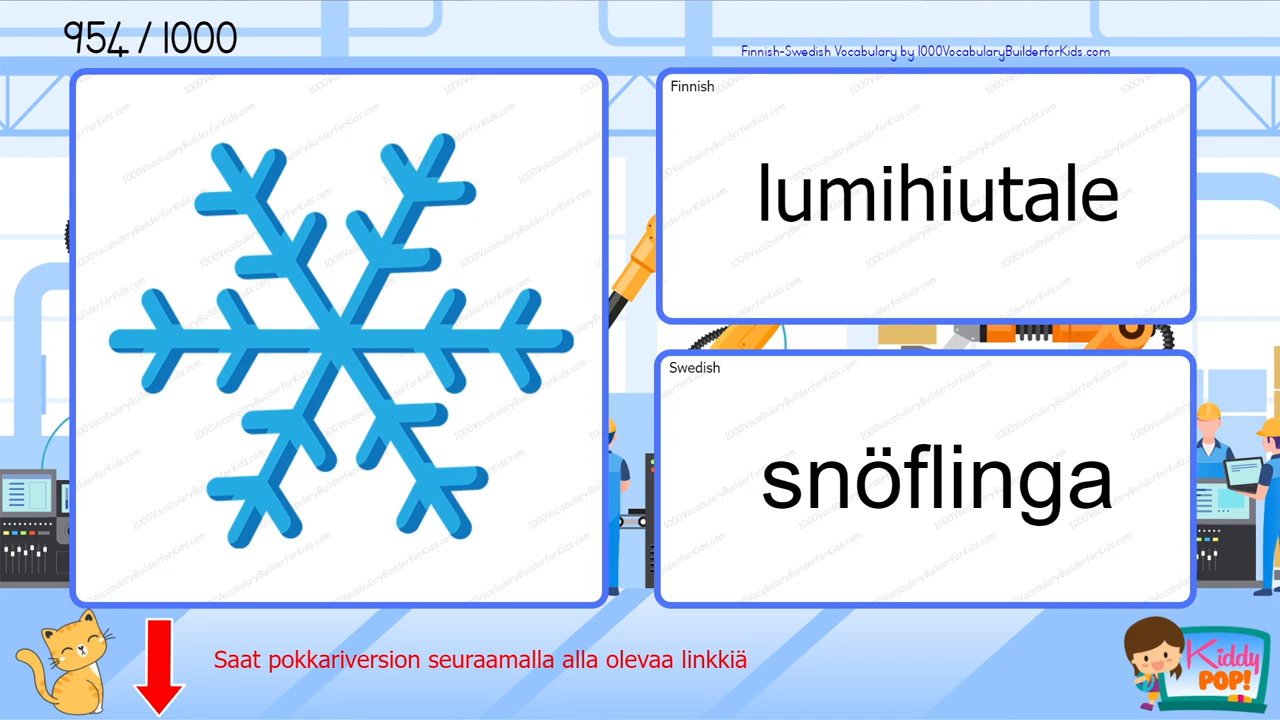 954 / 1000
Finnish-Swedish Vocabulary by 1000VocabularyBuilderforKids.com
Finnish
lumihiutale
Swedish
snöflinga
Saat pokkariversion seuraamalla alla olevaa linkkiä
Kiddy
POP!